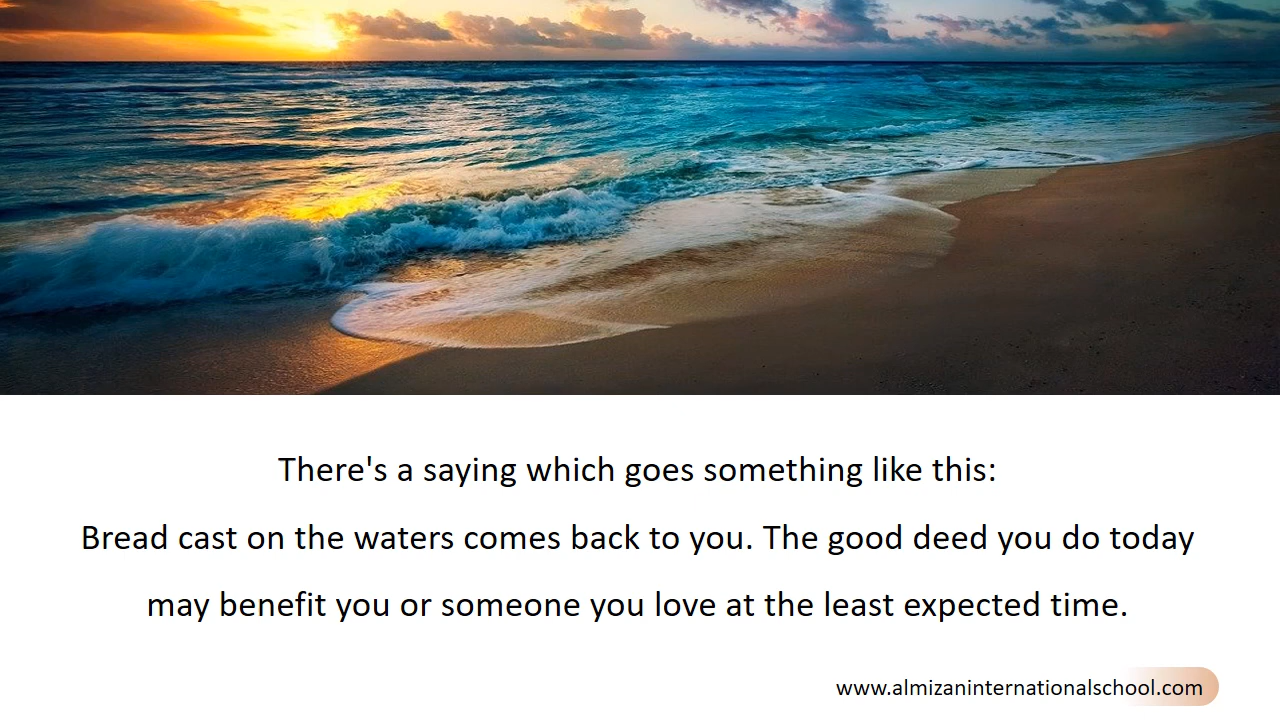 There's a saying which goes something like this:
Bread cast on the waters comes back to you. The good deed you do today
may benefit you or someone you love at the least expected time.
www.almizaninternationalschool.com